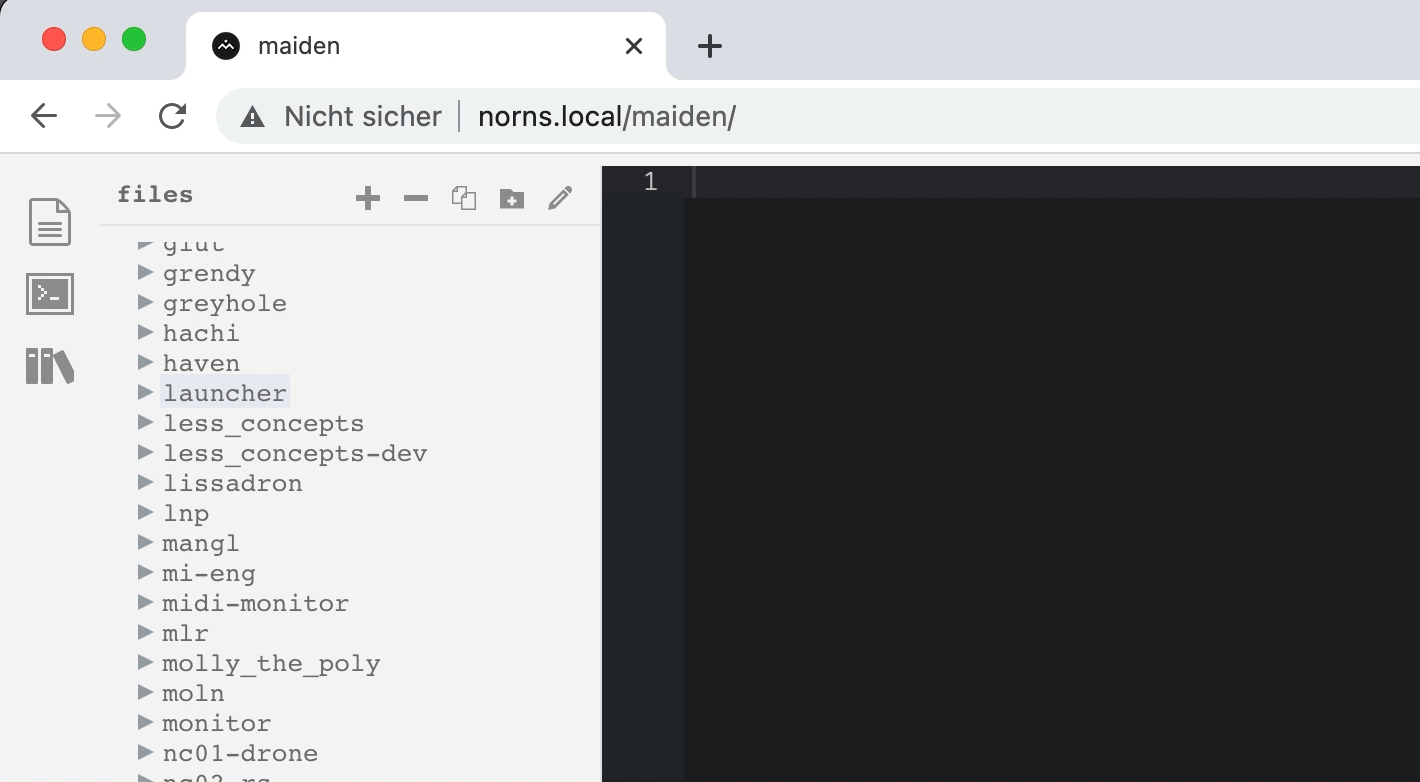 maiden
Nicht sicher norns.local/maiden/
files
1
glut
grendy
greyhole
hachi
haven
launcher
less_concepts
less_concepts-dev
lissadron
lnp
mangl
mi-eng
midi-monitor
mlr
molly_the_poly
moln
monitor
nc01-drone